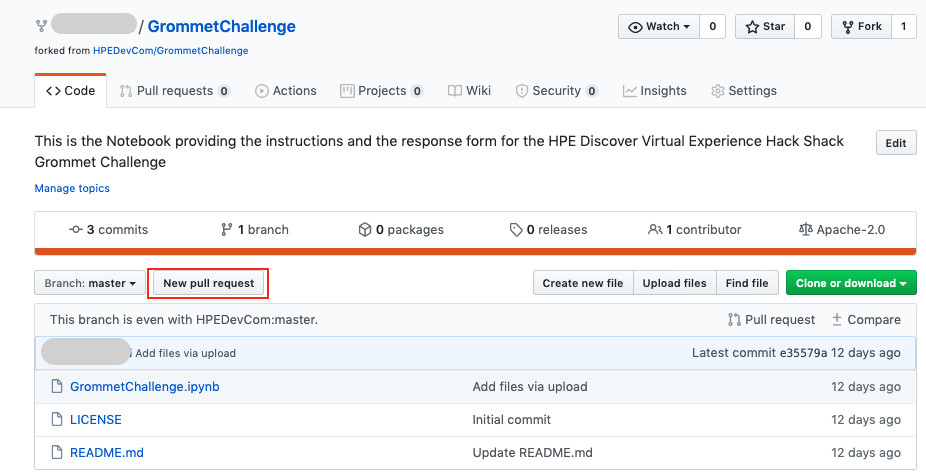 / GrommetChallenge
Watch 0 Star 0 Fork 1
forked from HPEDevCom/GrommetChallenge
Code Pull requests 0 Actions Projects 0 Wiki Security 0 Insights Settings
This is the Notebook providing the instructions and the response form for the HPE Discover Virtual Experience Hack Shack
Grommet Challenge
Edit
Manage topics
3 commits 1 branch 0 packages 0 releases 1 contributor Apache-2.0
Branch: master New pull request Create new file Upload files Find file Clone or download
This branch is even with HPEDevCom:master. Pull request Compare
Add files via upload Latest commit e35579a 12 days ago
GrommetChallenge.ipynb Add files via upload 12 days ago
LICENSE Initial commit 12 days ago
README.md Update README.md 12 days ago